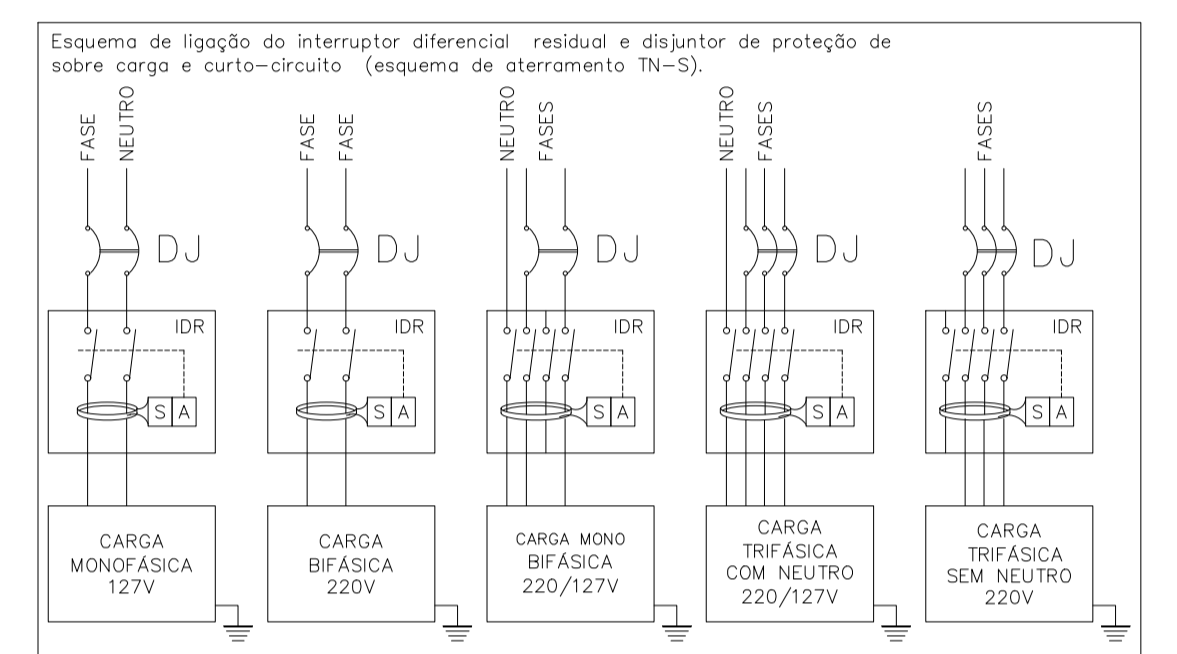 Esquema de ligação do interruptor diferencial residual e disjuntor de proteção de
sobre carga e curto-circuito (esquema de aterramento TN-S).
FASE
NEUTRO
DJ
IDR
S A
CARGA
MONOFÁSICA
127V
FASE
FASE
DJ
IDR
S A
CARGA
BIFÁSICA
220V
NEUTRO
FASES
DJ
IDR
S A
CARGA MONO
BIFÁSICA
220/127V
NEUTRO
FASES
DJ
IDR
S A
CARGA
TRIFÁSICA
COM NEUTRO
220/127V
FASES
DJ
IDR
S A
CARGA
TRIFÁSICA
SEM NEUTRO
220V